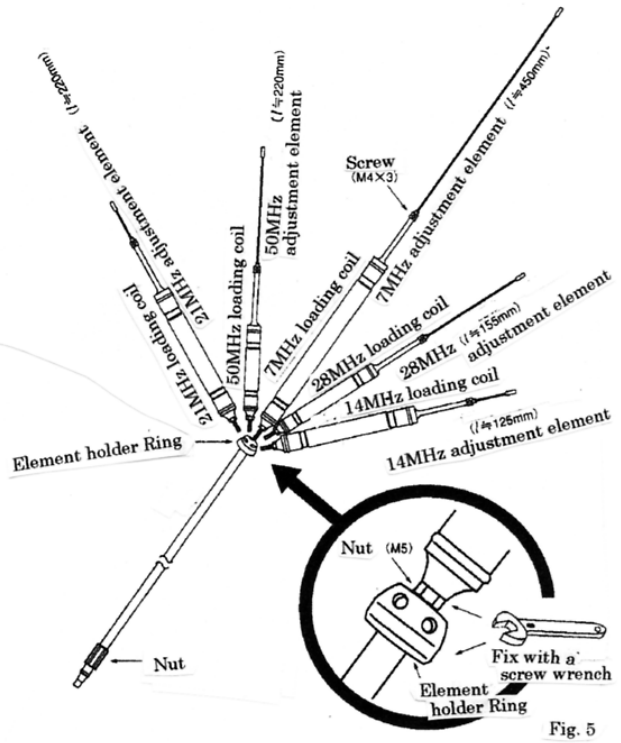 21MHz adjustment element (l≒220mm)
21MHz loading coil
50MHz
adjustment element
(l≒220mm)
50MHz loading coil
Screw
(M4×3)
7MHz adjustment element (l≒450mm)
7MHz loading coil
28MHz loading coil
28MHz (l≒155mm)
adjustment element
14MHz loading coil
(l≒125mm)
14MHz adjustment element
Element holder Ring
Nut
Nut (M5)
Fix with a
screw wrench
Element
holder Ring
Fig. 5